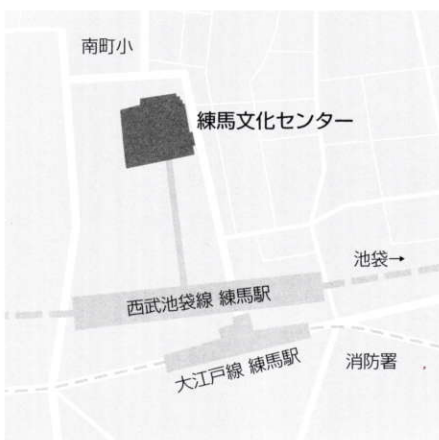 南町小
練馬文化センター
池袋→
西武池袋線 練馬駅
大江戸線 練馬駅
消防署